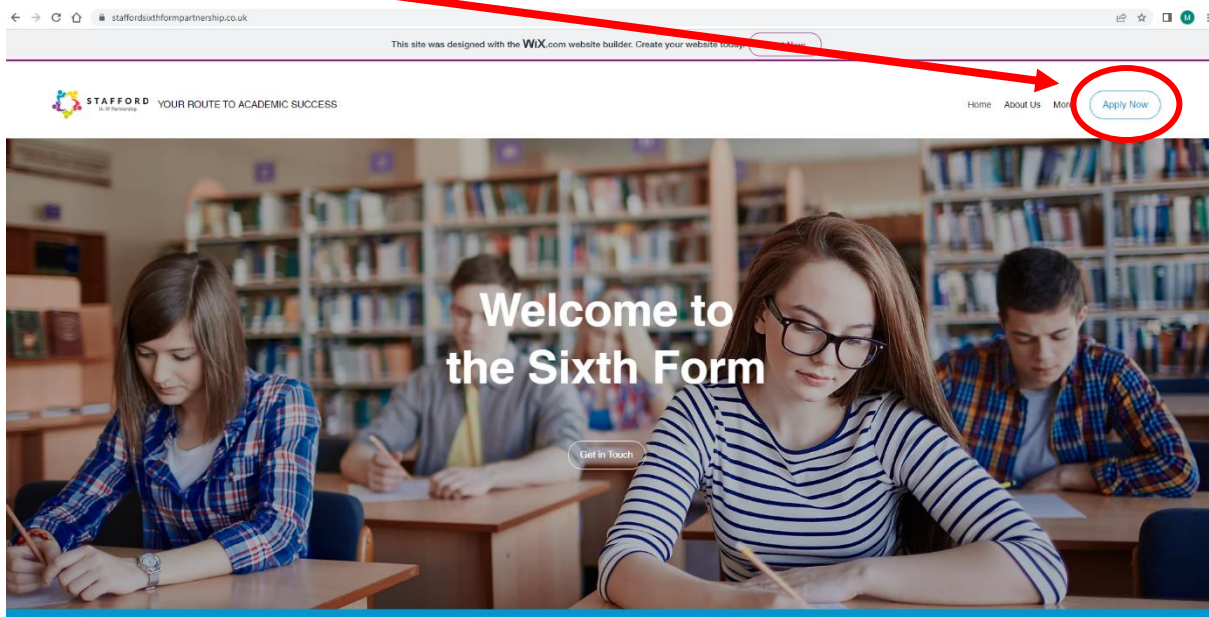 staffordsixthformpartnership.co.uk
M
This site was designed with the WiX.com website builder. Create your website today.
STAFFORD
YOUR ROUTE TO ACADEMIC SUCCESS
Home About Us More Apply Now
Welcome to
the Sixth Form
Get in Touch